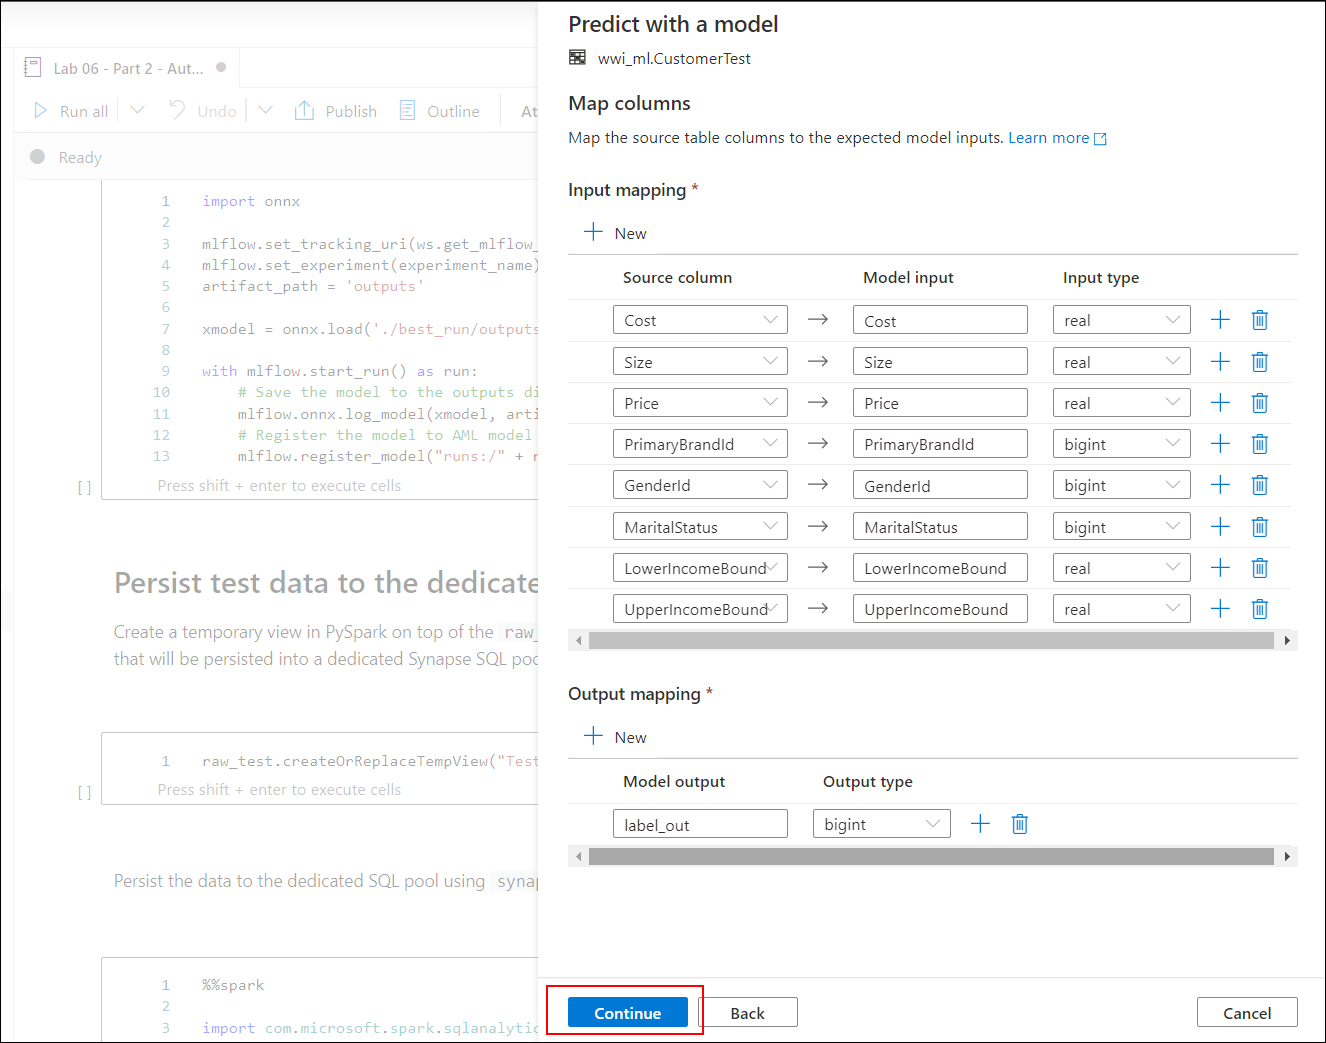 Predict with a model
wwi_ml.CustomerTest
Lab 06 - Part 2 - Aut...
Run all Undo Publish Outline At
Ready
1 import onnx
2
3 mlflow.set_tracking_uri(ws.get_mlflow_
4 mlflow.set_experiment(experiment_name)
5 artifact_path = 'outputs'
6
7 xmodel = onnx.load('./best_run/outputs
8
9 with mlflow.start_run() as run:
10 # Save the model to the outputs di
11 mlflow.onnx.log_model(xmodel, arti
12 # Register the model to AML model
13 mlflow.register_model("runs:/" + r
[ ] Press shift + enter to execute cells
Persist test data to the dedicate
Create a temporary view in PySpark on top of the raw_
that will be persisted into a dedicated Synapse SQL poo
1 raw_test.createOrReplaceTempView("Test
[ ] Press shift + enter to execute cells
Persist the data to the dedicated SQL pool using synap
1 %%spark
2
3 import com.microsoft.spark.sqlanalytic
Map columns
Map the source table columns to the expected model inputs. Learn more
Input mapping *
New
Source column Model input Input type
Cost → Cost real
Size → Size real
Price → Price real
PrimaryBrandId → PrimaryBrandId bigint
GenderId → GenderId bigint
MaritalStatus → MaritalStatus bigint
LowerIncomeBound → LowerIncomeBound real
UpperIncomeBound → UpperIncomeBound real
Output mapping *
New
Model output Output type
label_out bigint
Continue Back Cancel